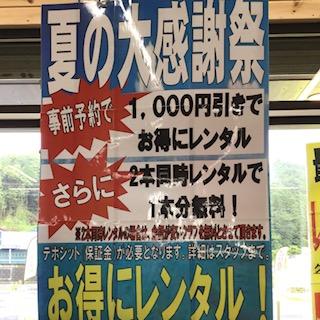 夏の大感謝祭
事前予約で
1,000円引きで
お得にレンタル
さらに
2本同時レンタルで
1本分無料!
デポジット 保証金 が必要となります。詳細はスタッフまで。
お得にレンタル!